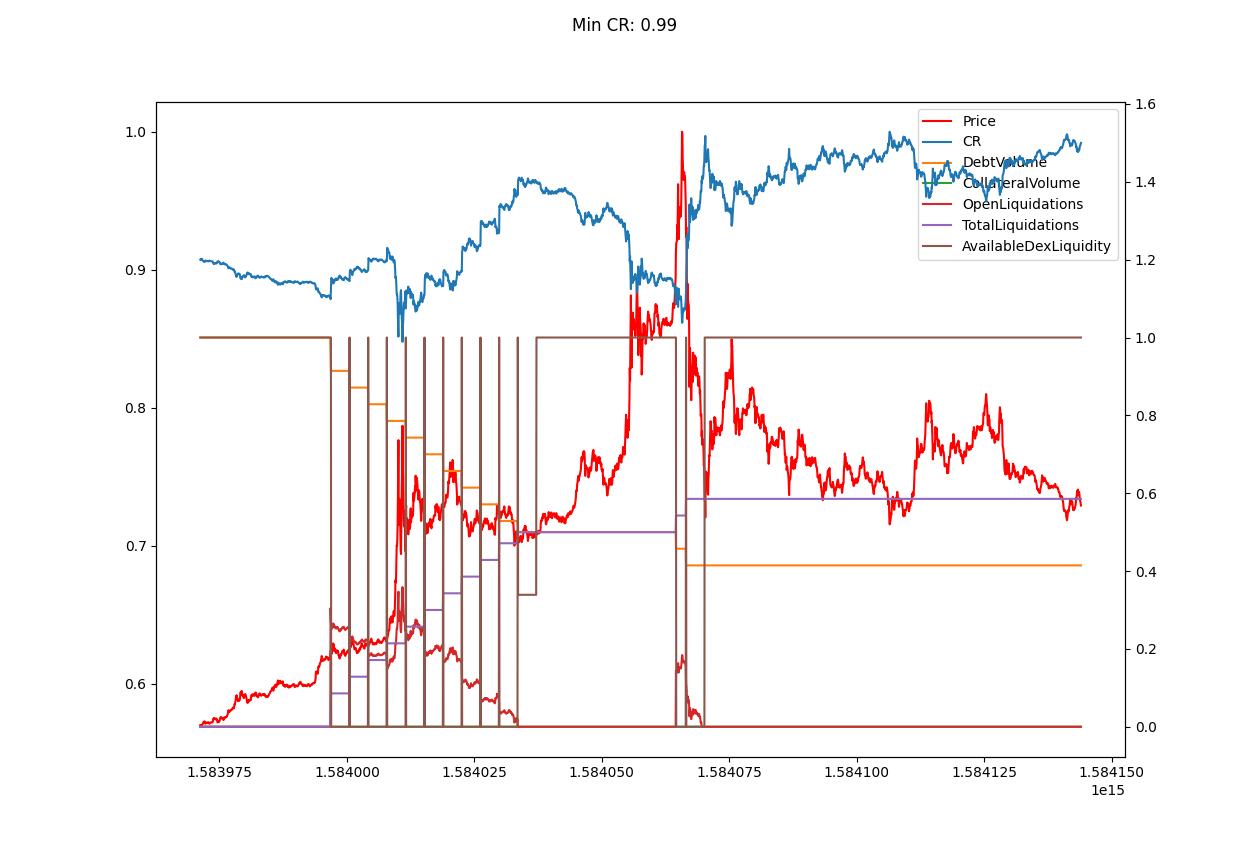 Min CR: 0.99
1.0
0.9
0.8
0.7
0.6
1.6
1.4
1.2
1.0
0.8
0.6
0.4
0.2
0.0
Price
CR
DebtVolume
CollateralVolume
OpenLiquidations
TotalLiquidations
AvailableDexLiquidity
1.583975 1.584000 1.584025 1.584050 1.584075 1.584100 1.584125 1.584150
1e15